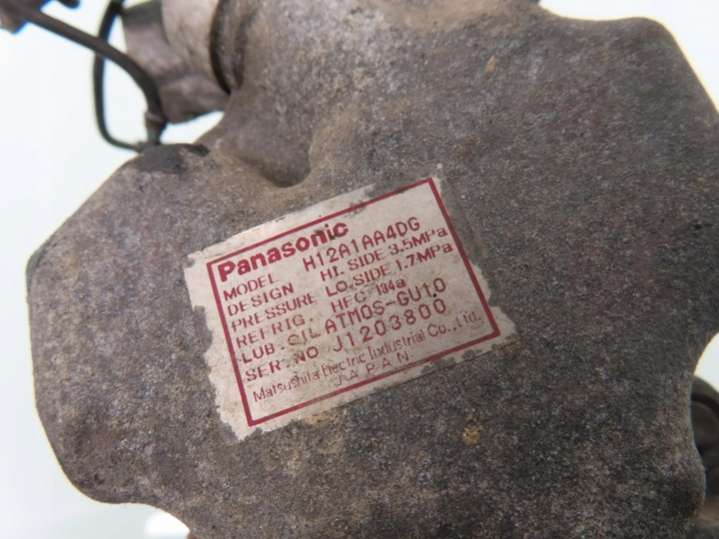 Panasonic
MODEL H12A1AA4DG
DESIGN HI. SIDE 3.5MPa
PRESSURE LO. SIDE 1.7MPa
REFRIG. HFC 134a
LUB. OIL ATMOS-GU10
SER. NO. J1203800
Matsushita Electric Industrial Co., Ltd.
JAPAN